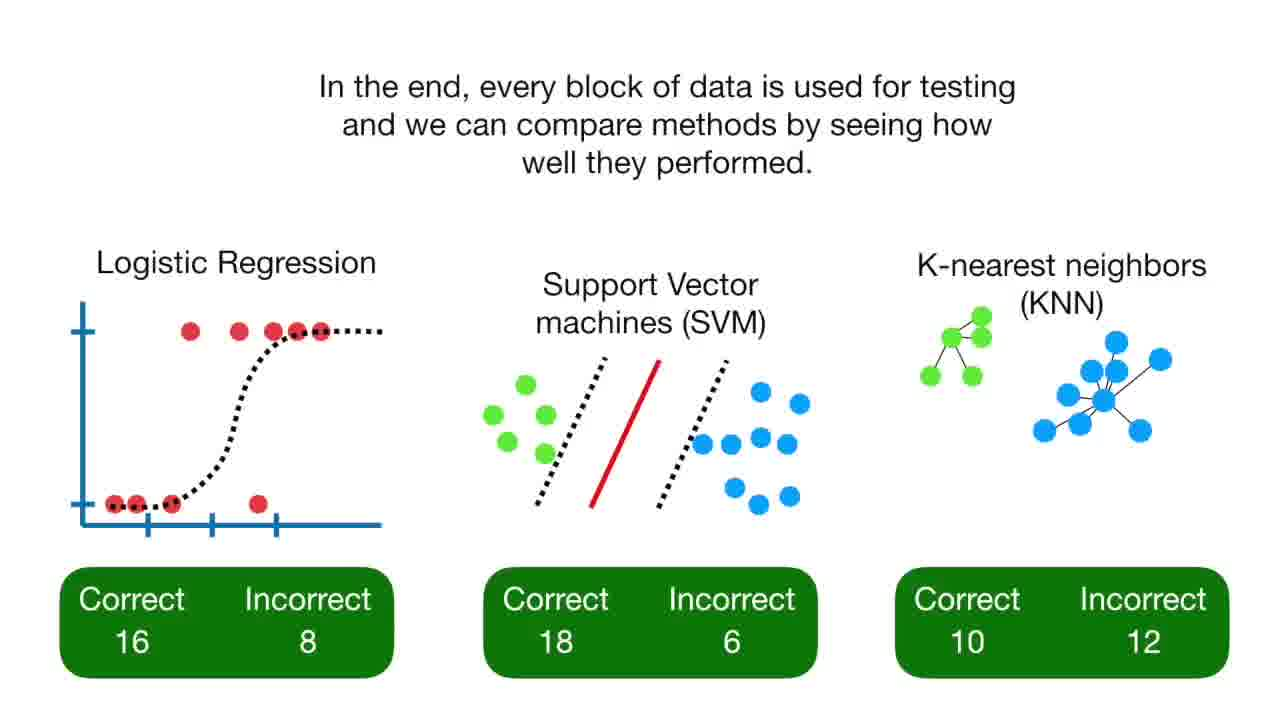 In the end, every block of data is used for testing
and we can compare methods by seeing how
well they performed.
Logistic Regression
Support Vector
machines (SVM)
K-nearest neighbors
(KNN)
Correct Incorrect
16 8
Correct Incorrect
18 6
Correct Incorrect
10 12